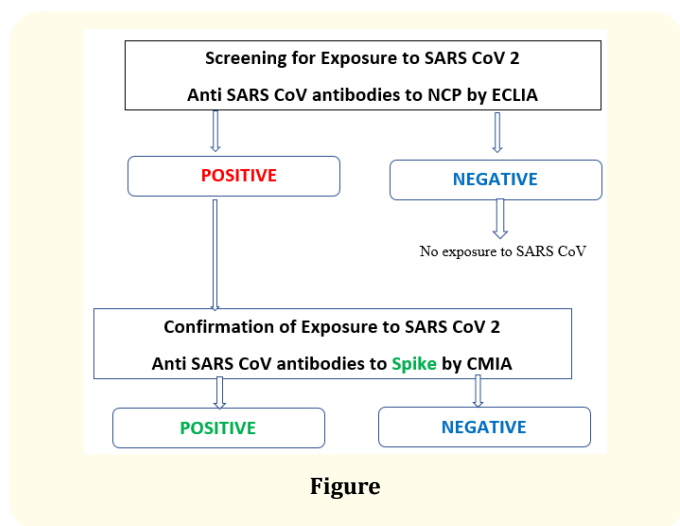 Screening for Exposure to SARS CoV 2
Anti SARS CoV antibodies to NCP by ECLIA
POSITIVE
NEGATIVE
No exposure to SARS CoV
Confirmation of Exposure to SARS CoV 2
Anti SARS CoV antibodies to Spike by CMIA
POSITIVE
NEGATIVE
Figure